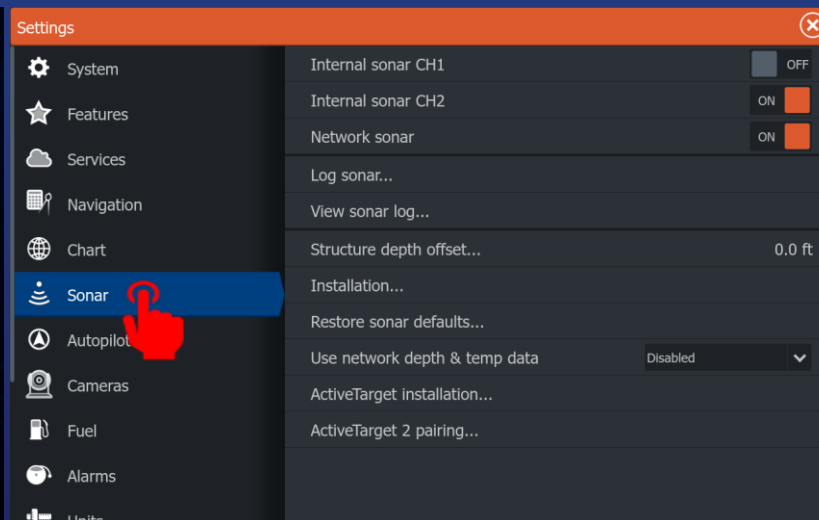 Settings
System
Features
Services
Navigation
Chart
Sonar
Autopilot
Cameras
Fuel
Alarms
Units
Internal sonar CH1 OFF
Internal sonar CH2 ON
Network sonar ON
Log sonar...
View sonar log...
Structure depth offset... 0.0 ft
Installation...
Restore sonar defaults...
Use network depth & temp data Disabled
ActiveTarget installation...
ActiveTarget 2 pairing...